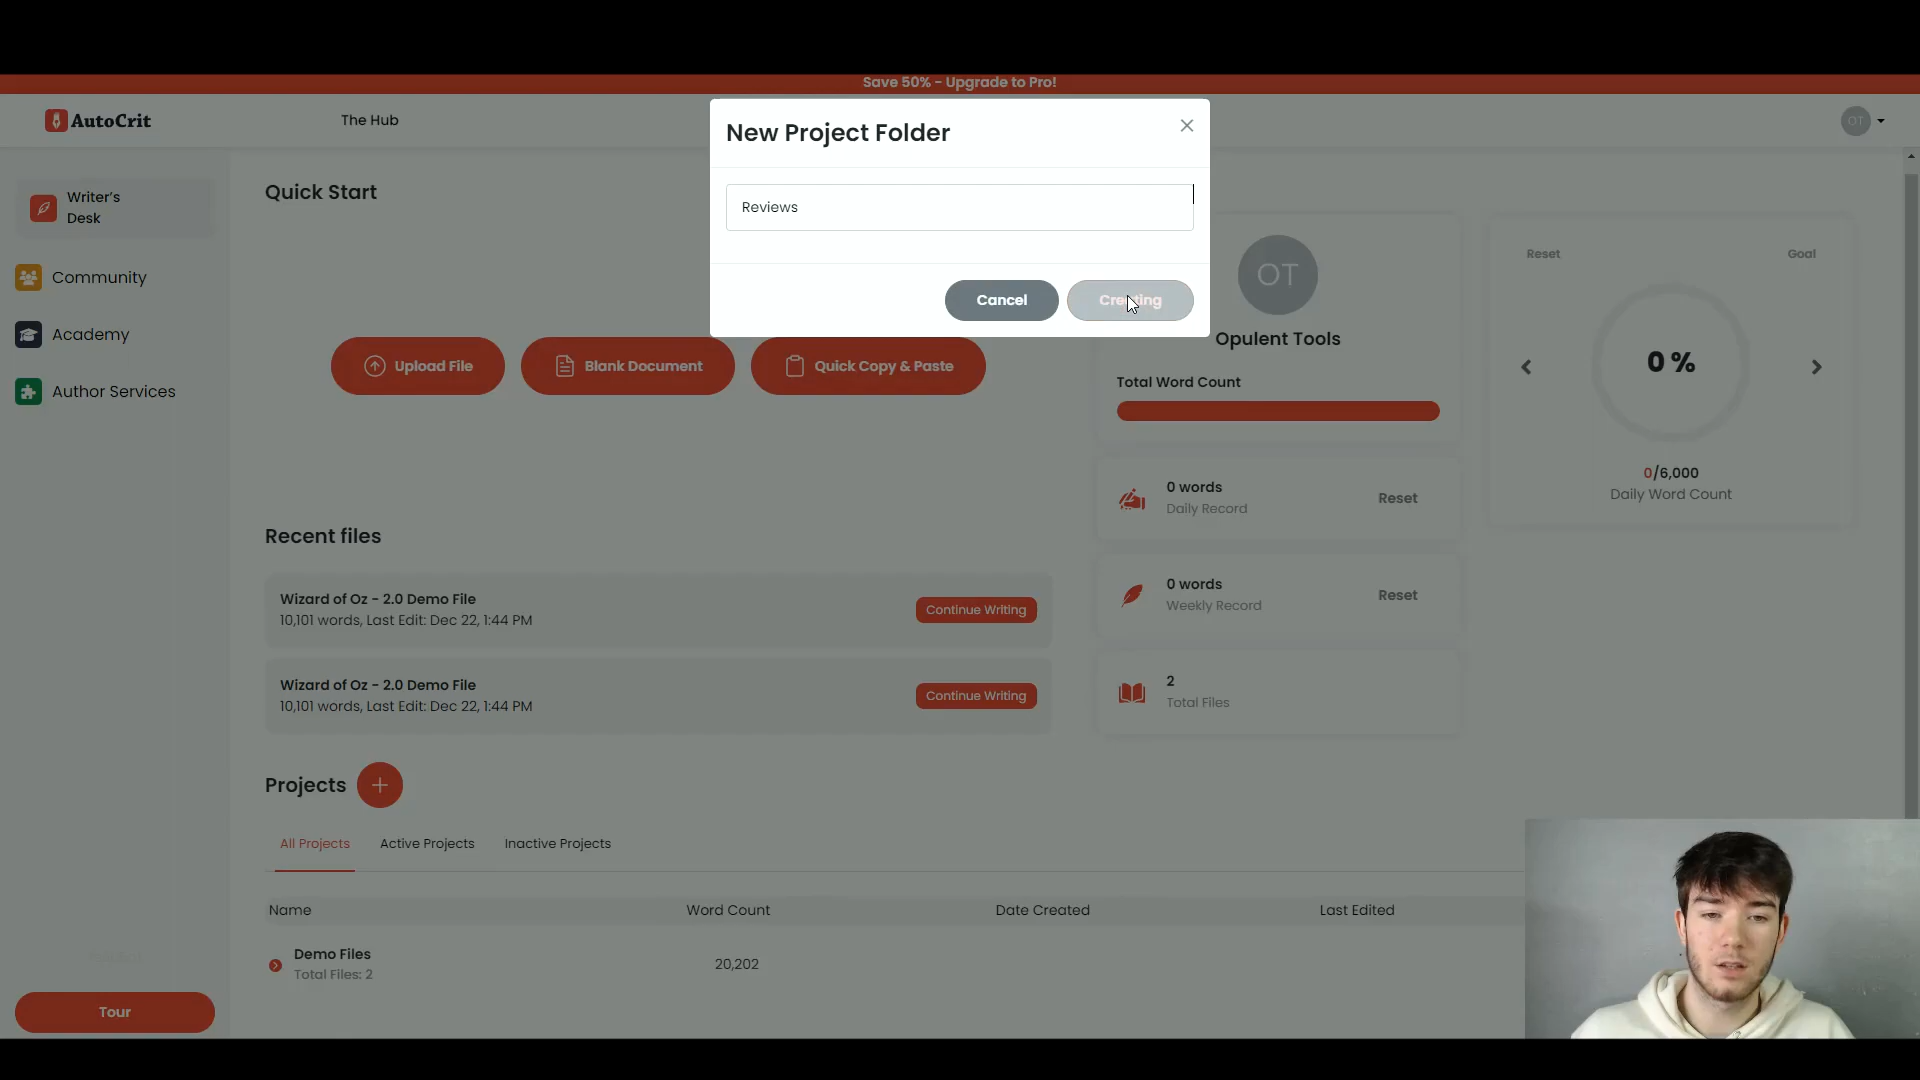 Save 50% - Upgrade to Pro!
AutoCrit
The Hub
OT
New Project Folder
Reviews
Cancel
Creating
Writer's
Desk
Community
Academy
Author Services
Tour
Quick Start
Upload File
Blank Document
Quick Copy & Paste
Recent files
Wizard of Oz - 2.0 Demo File
10,101 words, Last Edit: Dec 22, 1:44 PM
Continue Writing
Wizard of Oz - 2.0 Demo File
10,101 words, Last Edit: Dec 22, 1:44 PM
Continue Writing
OT
Opulent Tools
Total Word Count
0 words
Daily Record
Reset
0 words
Weekly Record
Reset
2
Total Files
Reset
Goal
0 %
0/6,000
Daily Word Count
Projects
All Projects
Active Projects
Inactive Projects
Name
Word Count
Date Created
Last Edited
Demo Files
Total Files: 2
20,202